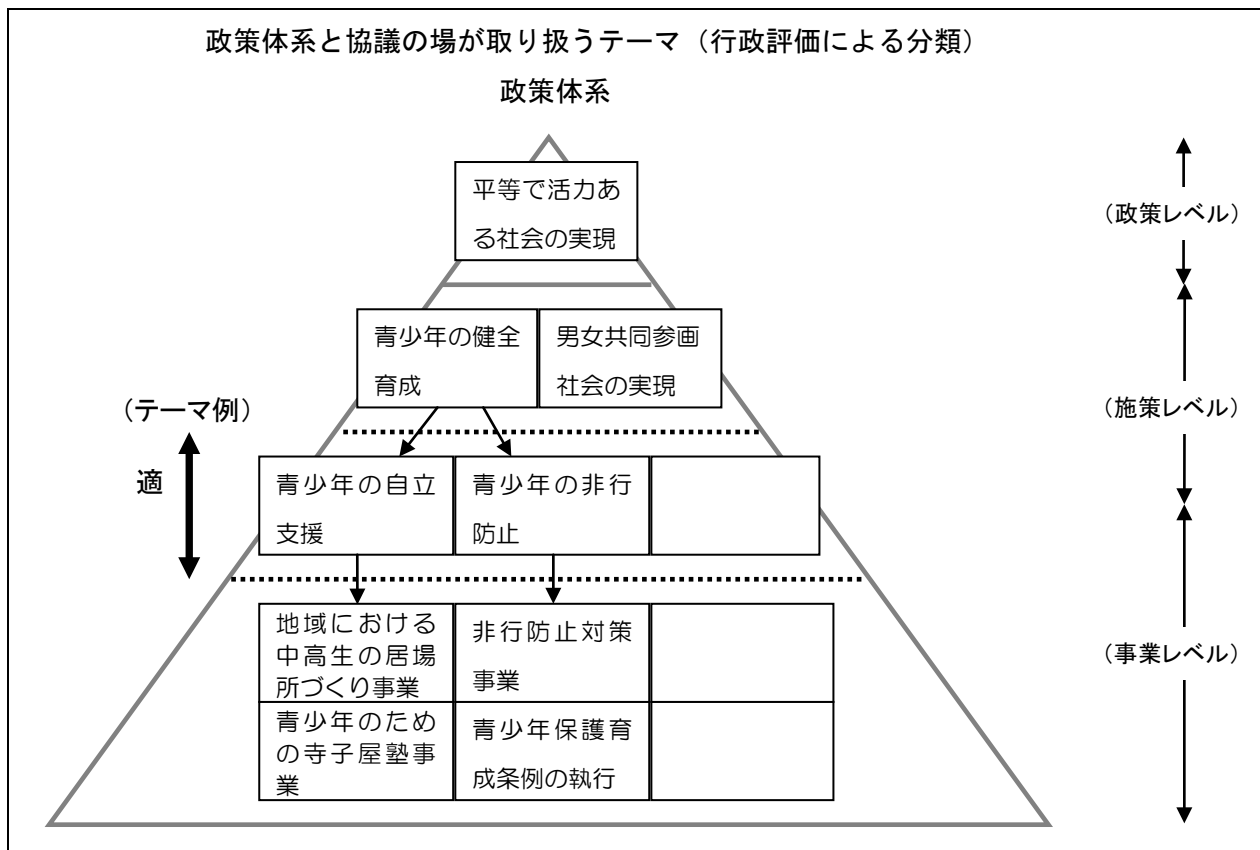 政策体系と協議の場が取り扱うテーマ（行政評価による分類）
政策体系
平等で活力あ
る社会の実現
（政策レベル）
青少年の健全
育成
男女共同参画
社会の実現
（施策レベル）
（テーマ例）
適
青少年の自立
支援
青少年の非行
防止
地域における
中高生の居場
所づくり事業
非行防止対策
事業
（事業レベル）
青少年のため
の寺子屋塾事
業
青少年保護育
成条例の執行